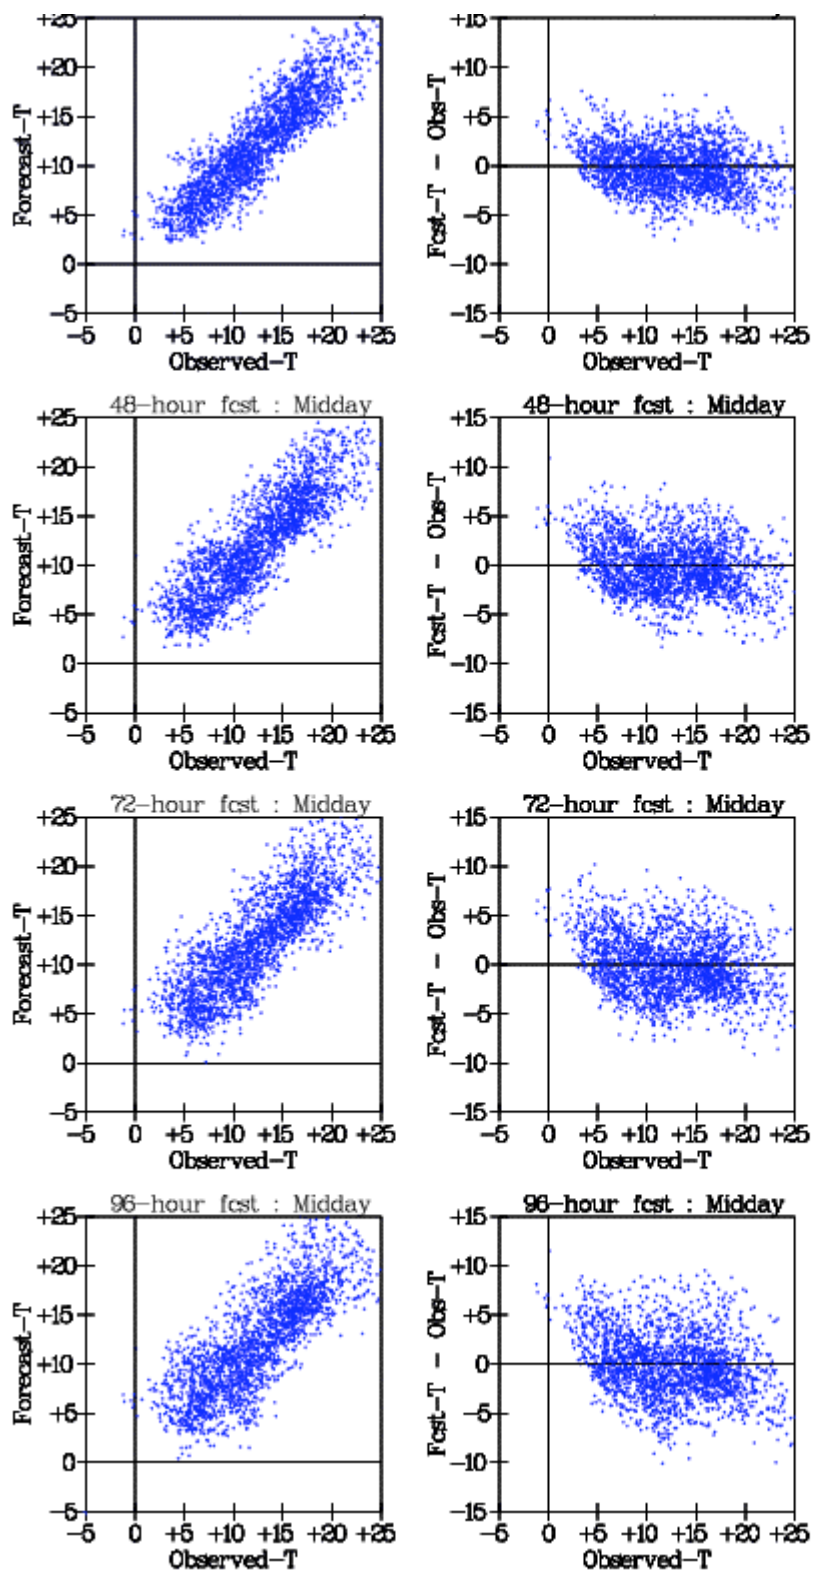 +25 +15
+20 +10
+15 +5
+10 0
+5 -5
0 -10
-5 -15
Forecast-T Fcst-T - Obs-T
-5 0 +5 +10 +15 +20 +25 -5 0 +5 +10 +15 +20 +25
Observed-T Observed-T
48-hour fcst : Midday 48-hour fcst : Midday
+25 +15
+20 +10
+15 +5
+10 0
+5 -5
0 -10
-5 -15
Forecast-T Fcst-T - Obs-T
-5 0 +5 +10 +15 +20 +25 -5 0 +5 +10 +15 +20 +25
Observed-T Observed-T
72-hour fcst : Midday 72-hour fcst : Midday
+25 +15
+20 +10
+15 +5
+10 0
+5 -5
0 -10
-5 -15
Forecast-T Fcst-T - Obs-T
-5 0 +5 +10 +15 +20 +25 -5 0 +5 +10 +15 +20 +25
Observed-T Observed-T
96-hour fcst : Midday 96-hour fcst : Midday
+25 +15
+20 +10
+15 +5
+10 0
+5 -5
0 -10
-5 -15
Forecast-T Fcst-T - Obs-T
-5 0 +5 +10 +15 +20 +25 -5 0 +5 +10 +15 +20 +25
Observed-T Observed-T